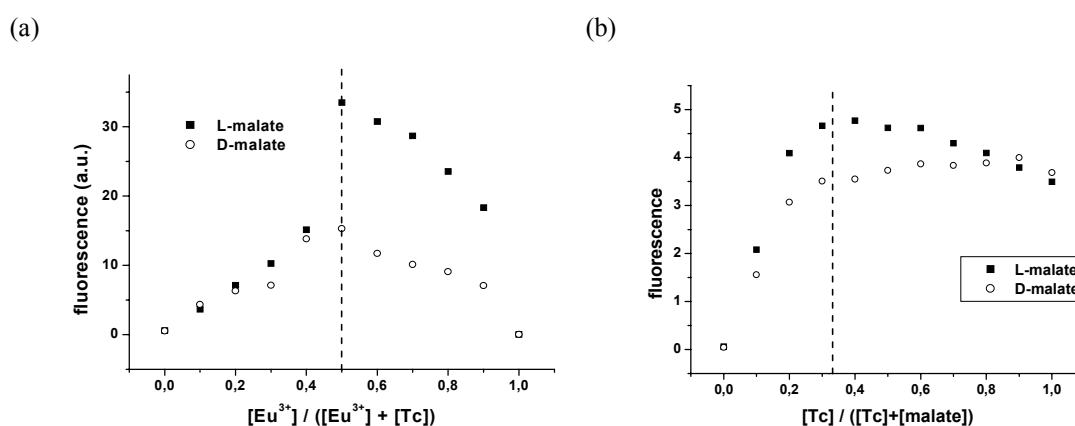 (a)
(b)
L-malate
D-malate
fluorescence (a.u.)
30
20
10
0
0,0 0,2 0,4 0,6 0,8 1,0
[Eu³⁺] / ([Eu³⁺] + [Tc])
fluorescence
5
4
3
2
1
0
L-malate
D-malate
0,0 0,2 0,4 0,6 0,8 1,0
[Tc] / ([Tc]+[malate])